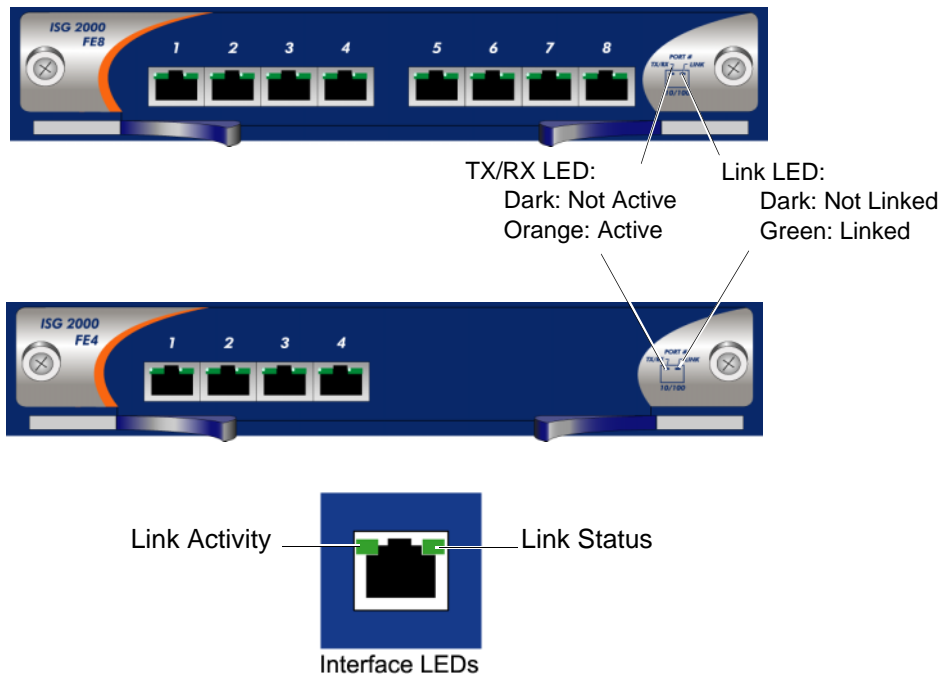 ISG 2000
FE8
1 2 3 4 5 6 7 8
PORT #
TX/RX LINK
10/100
TX/RX LED:
Dark: Not Active
Orange: Active
Link LED:
Dark: Not Linked
Green: Linked
ISG 2000
FE4
1 2 3 4
PORT #
TX/RX LINK
10/100
Link Activity
Link Status
Interface LEDs